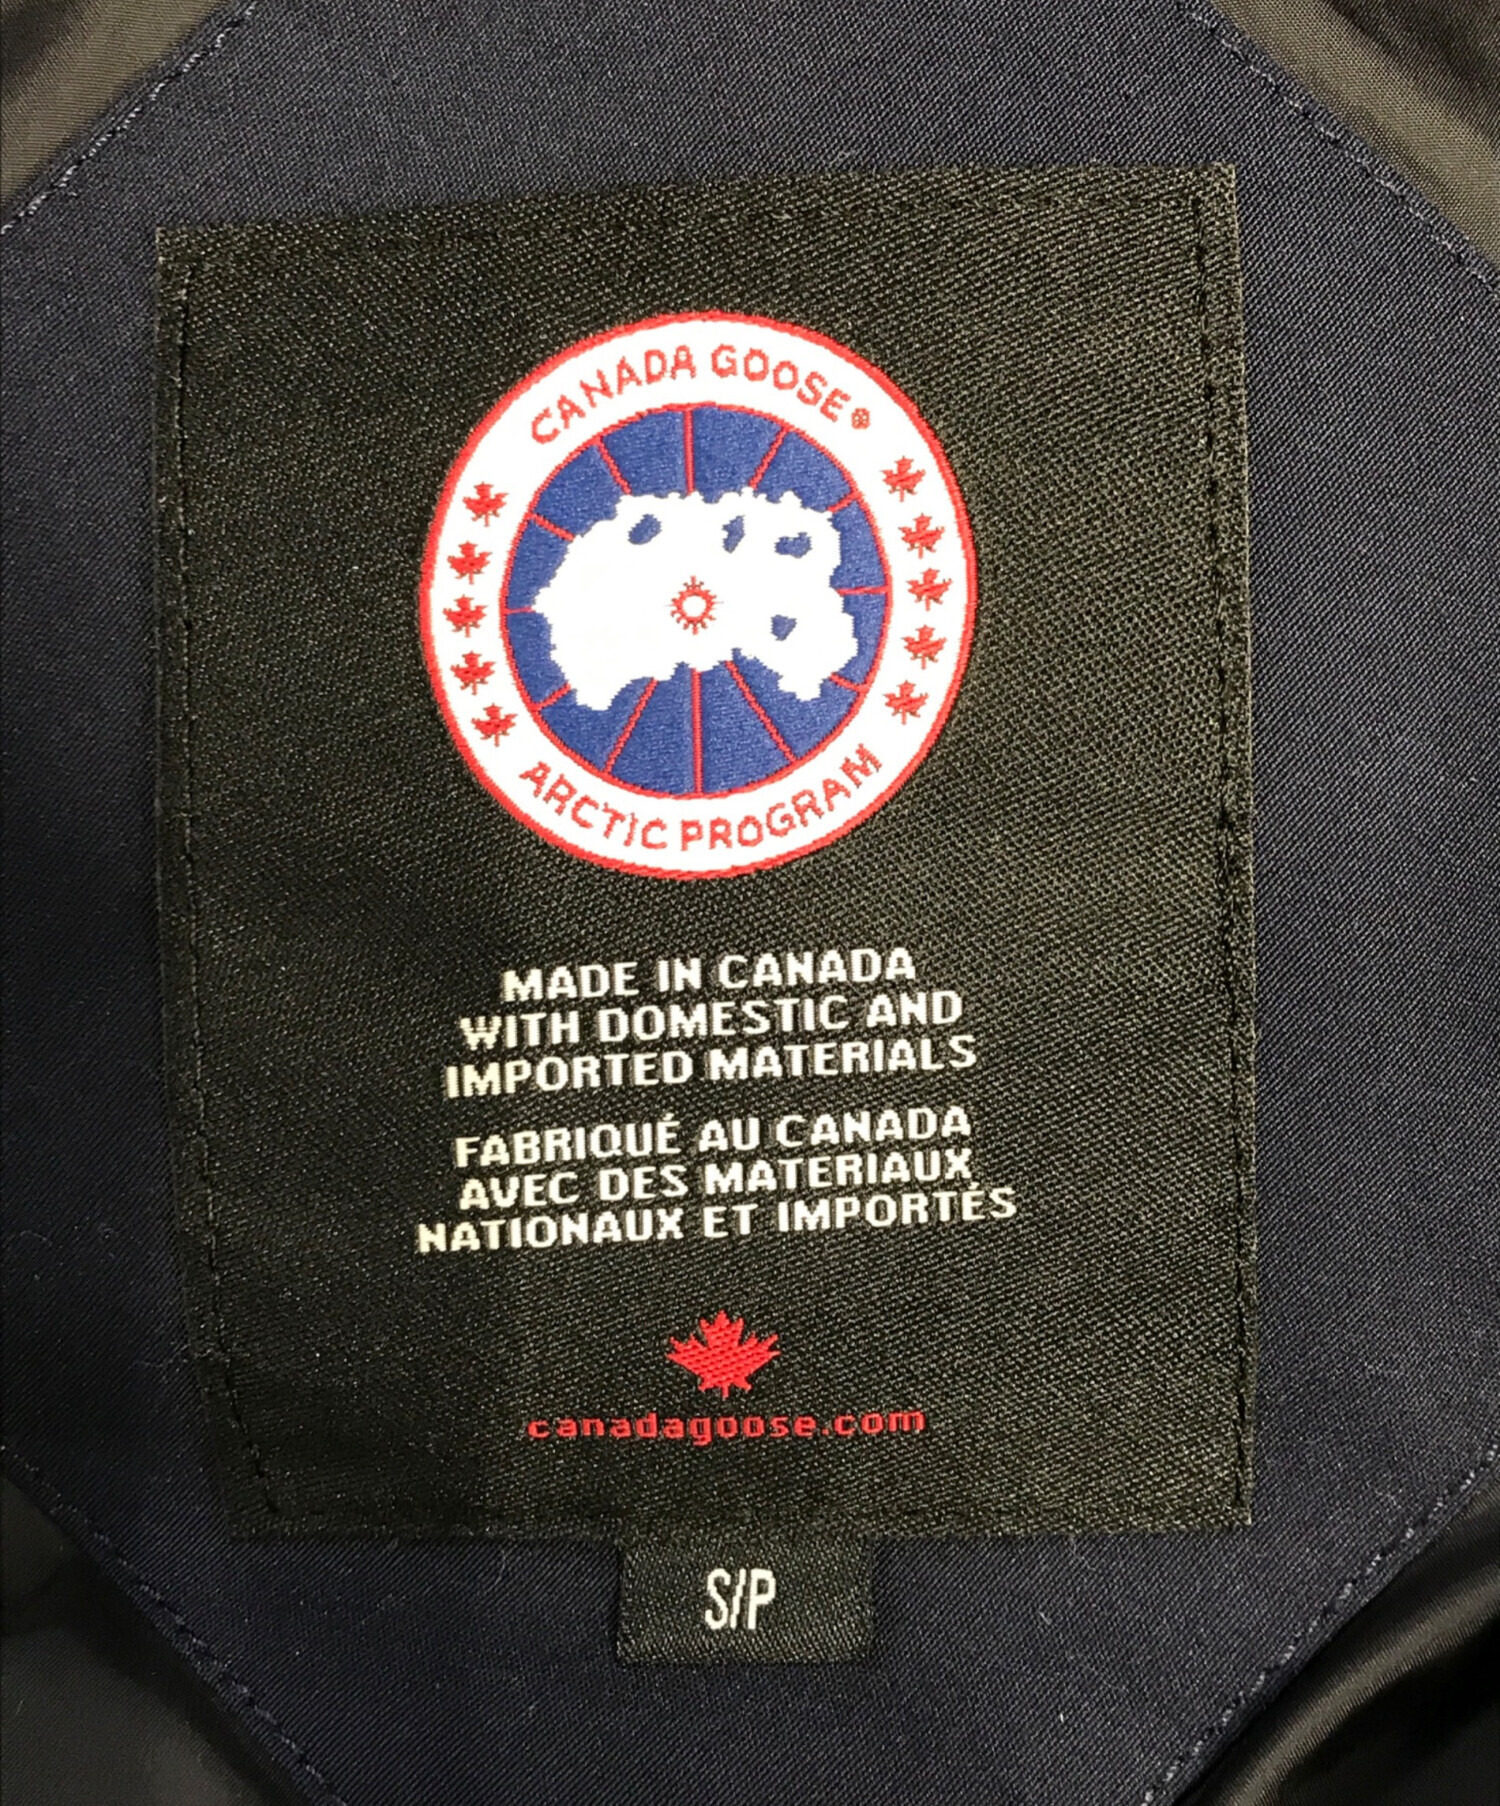 CANADA GOOSE®
ARCTIC PROGRAM
MADE IN CANADA
WITH DOMESTIC AND
IMPORTED MATERIALS
FABRIQUÉ AU CANADA
AVEC DES MATERIAUX
NATIONAUX ET IMPORTÉS
canadagoose.com
S/P